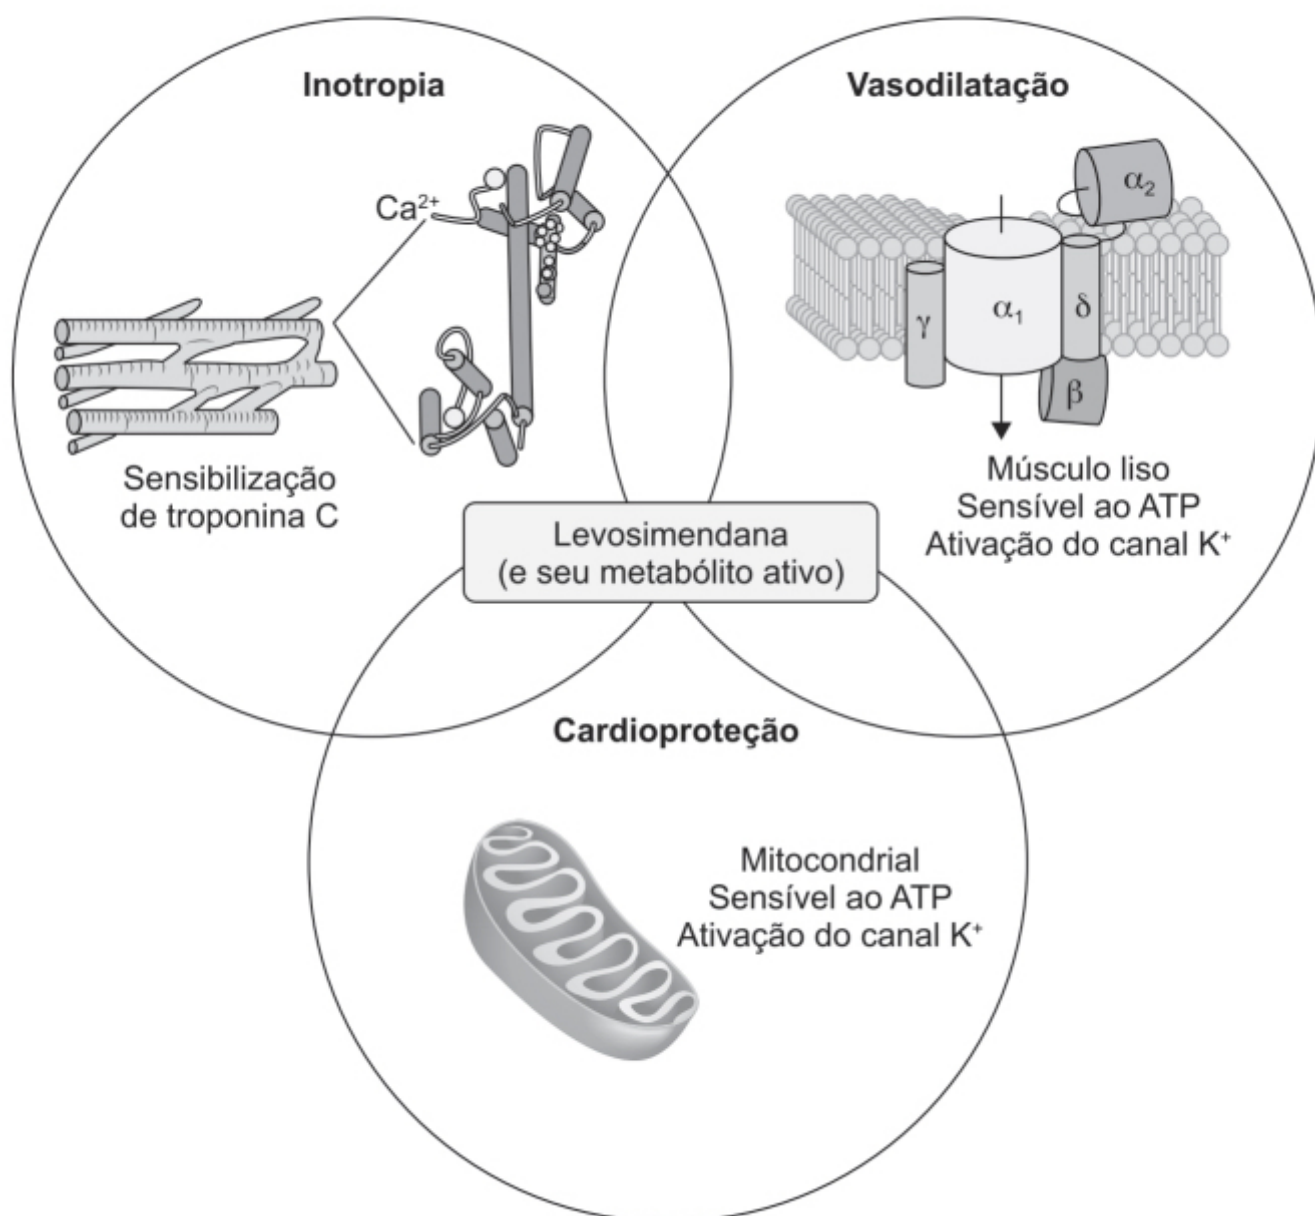 Inotropia
Ca²⁺
Sensibilização
de troponina C
Vasodilatação
α₂
α₁
γ
δ
β
Músculo liso
Sensível ao ATP
Ativação do canal K⁺
Levosimendana
(e seu metabólito ativo)
Cardioproteção
Mitocondrial
Sensível ao ATP
Ativação do canal K⁺